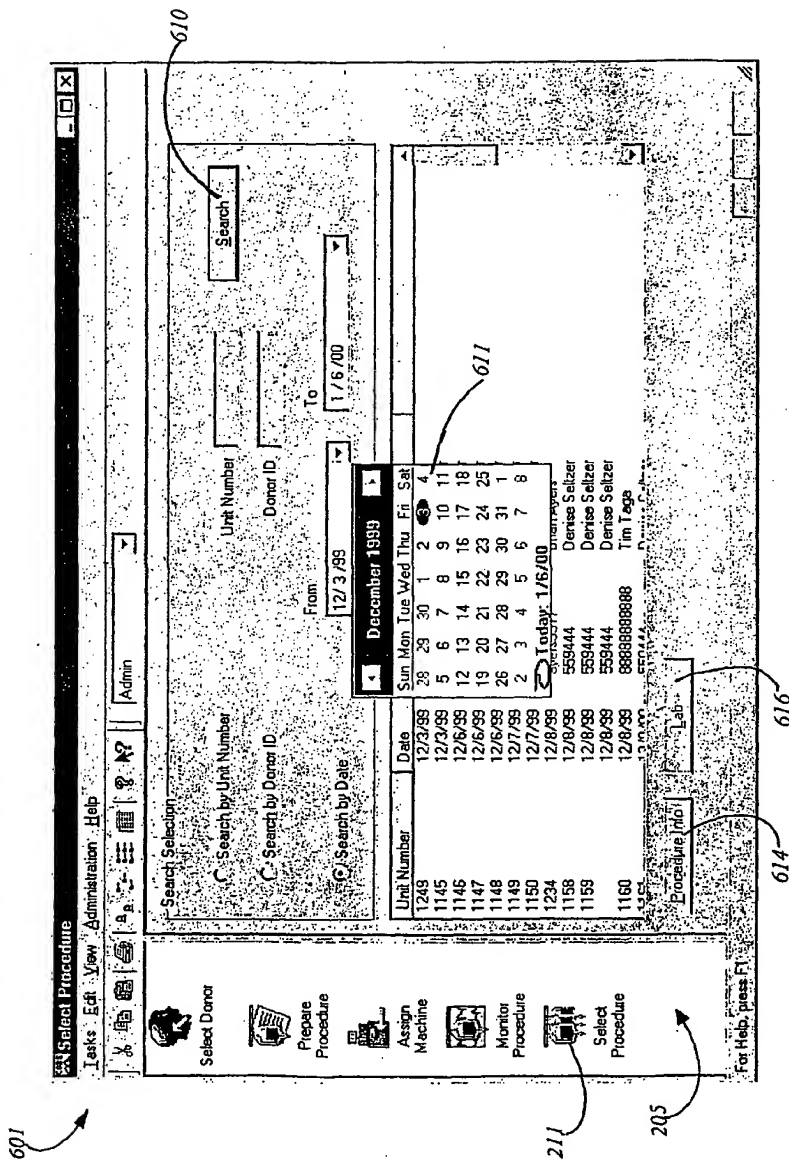 601
Select Procedure
Tasks Edit View Administration Help
Admin
Select Donor
Prepare Procedure
Assign Machine
Monitor Procedure
Select Procedure
211
205
Search Selection
Search by Unit Number
Search by Donor ID
Search by Date
Unit Number
Donor ID
Search
610
From
12/ 3 /99
To
1 / 6 /00
Unit Number Date
1249 12/3/99
1145 12/3/99
1146 12/6/99
1147 12/6/99
1148 12/6/99
1149 12/7/99
1150 12/7/99
1234 12/8/99 Ayers
1158 12/8/99 559444 Denise Seltzer
1159 12/8/99 559444 Denise Seltzer
12/8/99 559444 Denise Seltzer
1160 12/8/99 88888888888 Tim Taga
December 1999
Sun Mon Tue Wed Thu Fri Sat
28 29 30 1 2 3 4
5 6 7 8 9 10 11
12 13 14 15 16 17 18
19 20 21 22 23 24 25
26 27 28 29 30 31 1
2 3 4 5 6 7 8
Today: 1/6/00
611
Procedure Info
Lab
614
616
For Help, press F1